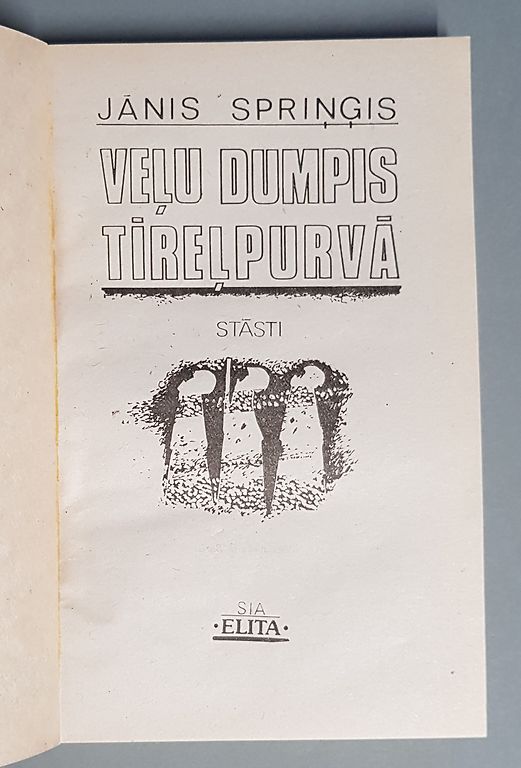 JĀNIS SPRIŅĢIS
VEĻU DUMPIS
TĪREĻPURVĀ
STĀSTI
SIA
·ELITA·